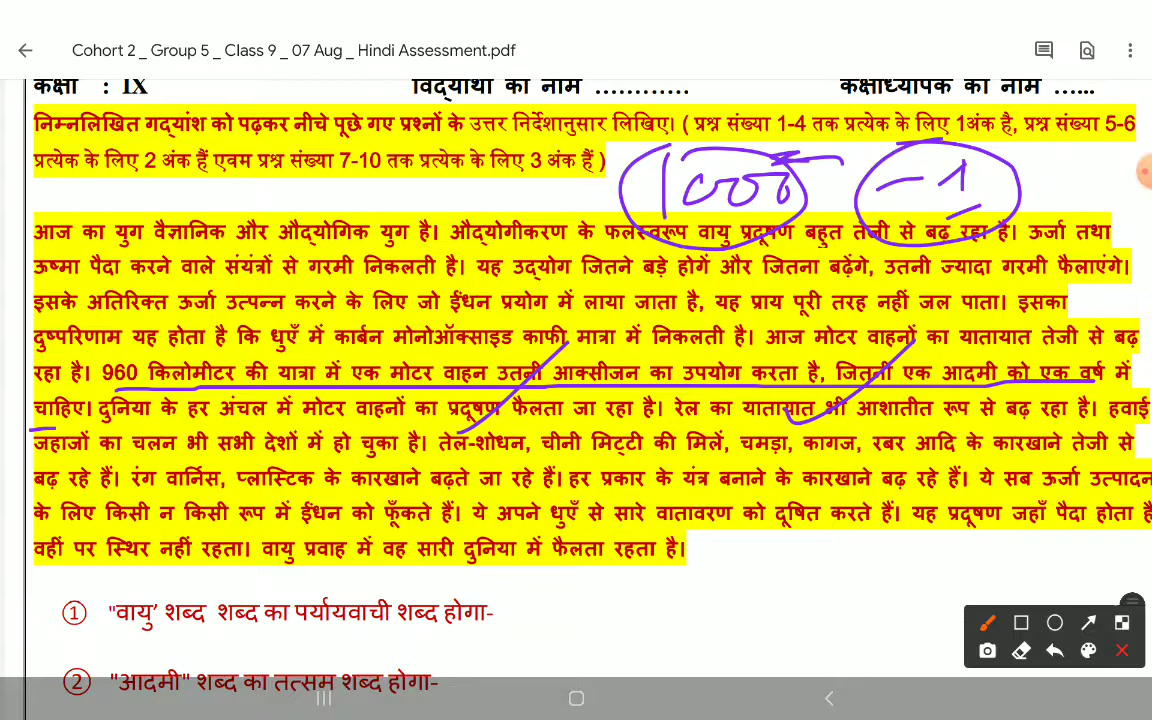 Cohort 2 _ Group 5 _ Class 9 _ 07 Aug _ Hindi Assessment.pdf
कक्षा : IX विद्यार्थी का नाम ………… कक्षाध्यापक का नाम …...
निम्नलिखित गद्यांश को पढ़कर नीचे पूछे गए प्रश्नों के उत्तर निर्देशानुसार लिखिए। ( प्रश्न संख्या 1-4 तक प्रत्येक के लिए 1अंक है, प्रश्न संख्या 5-6
प्रत्येक के लिए 2 अंक हैं एवम प्रश्न संख्या 7-10 तक प्रत्येक के लिए 3 अंक हैं )
1000 -1
आज का युग वैज्ञानिक और औद्योगिक युग है। औद्योगीकरण के फलस्वरूप वायु प्रदूषण बहुत तेजी से बढ़ रहा है। ऊर्जा तथा
ऊष्मा पैदा करने वाले संयंत्रों से गरमी निकलती है। यह उद्योग जितने बड़े होगें और जितना बढ़ेंगे, उतनी ज्यादा गरमी फैलाएंगे।
इसके अतिरिक्त ऊर्जा उत्पन्न करने के लिए जो ईंधन प्रयोग में लाया जाता है, यह प्राय पूरी तरह नहीं जल पाता। इसका
दुष्परिणाम यह होता है कि धुएँ में कार्बन मोनोऑक्साइड काफी मात्रा में निकलती है। आज मोटर वाहनों का यातायात तेजी से बढ़
रहा है। 960 किलोमीटर की यात्रा में एक मोटर वाहन उतनी आक्सीजन का उपयोग करता है, जितनी एक आदमी को एक वर्ष में
चाहिए। दुनिया के हर अंचल में मोटर वाहनों का प्रदूषण फैलता जा रहा है। रेल का यातायात भी आशातीत रूप से बढ़ रहा है। हवाई
जहाजों का चलन भी सभी देशों में हो चुका है। तेल-शोधन, चीनी मिट्टी की मिलें, चमड़ा, कागज, रबर आदि के कारखाने तेजी से
बढ़ रहे हैं। रंग वार्निस, प्लास्टिक के कारखाने बढ़ते जा रहे हैं। हर प्रकार के यंत्र बनाने के कारखाने बढ़ रहे हैं। ये सब ऊर्जा उत्पादन
के लिए किसी न किसी रूप में ईंधन को फूँकते हैं। ये अपने धुएँ से सारे वातावरण को दूषित करते हैं। यह प्रदूषण जहाँ पैदा होता है
वहीं पर स्थिर नहीं रहता। वायु प्रवाह में वह सारी दुनिया में फैलता रहता है।
① "वायु’ शब्द शब्द का पर्यायवाची शब्द होगा-
② "आदमी" शब्द का तत्सम शब्द होगा-